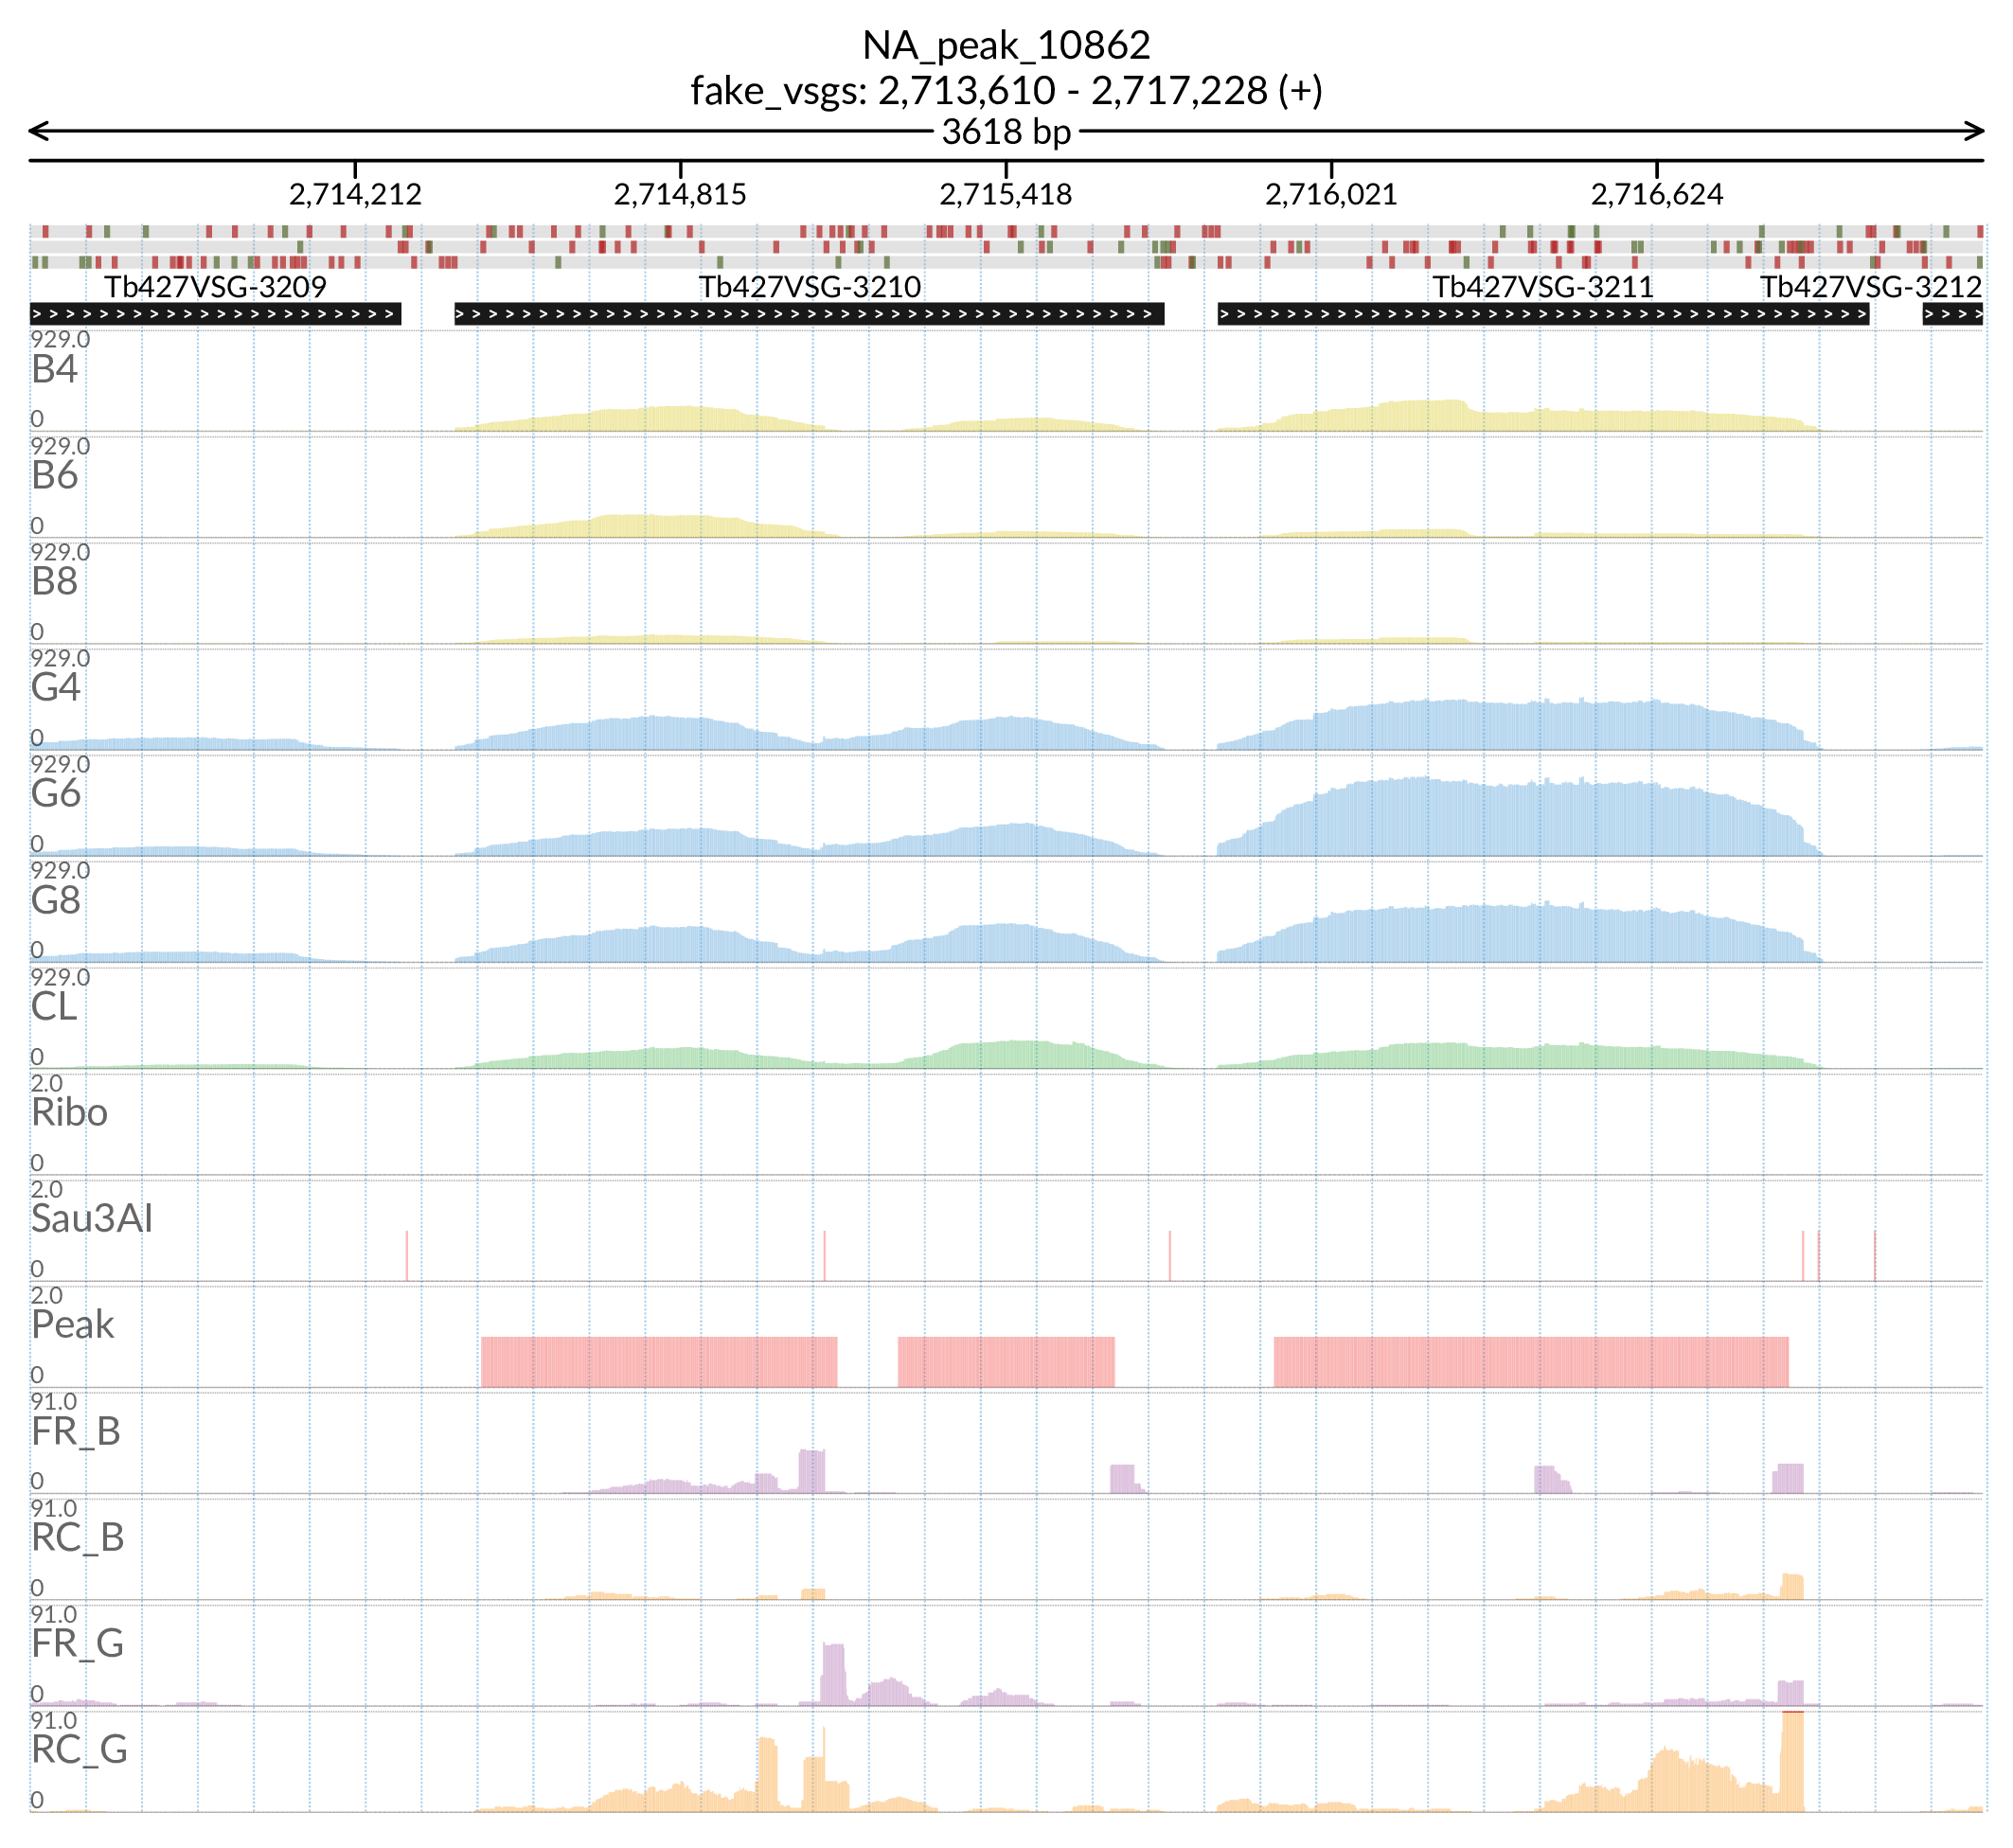 NA_peak_10862
fake_vsgs: 2,713,610 - 2,717,228 (+)
3618 bp
2,714,212 2,714,815 2,715,418 2,716,021 2,716,624
Tb427VSG-3209 Tb427VSG-3210 Tb427VSG-3211 Tb427VSG-3212
929.0
B4
0
929.0
B6
0
929.0
B8
0
929.0
G4
0
929.0
G6
0
929.0
G8
0
929.0
CL
0
2.0
Ribo
0
2.0
Sau3AI
0
2.0
Peak
0
91.0
FR_B
0
91.0
RC_B
0
91.0
FR_G
0
91.0
RC_G
0